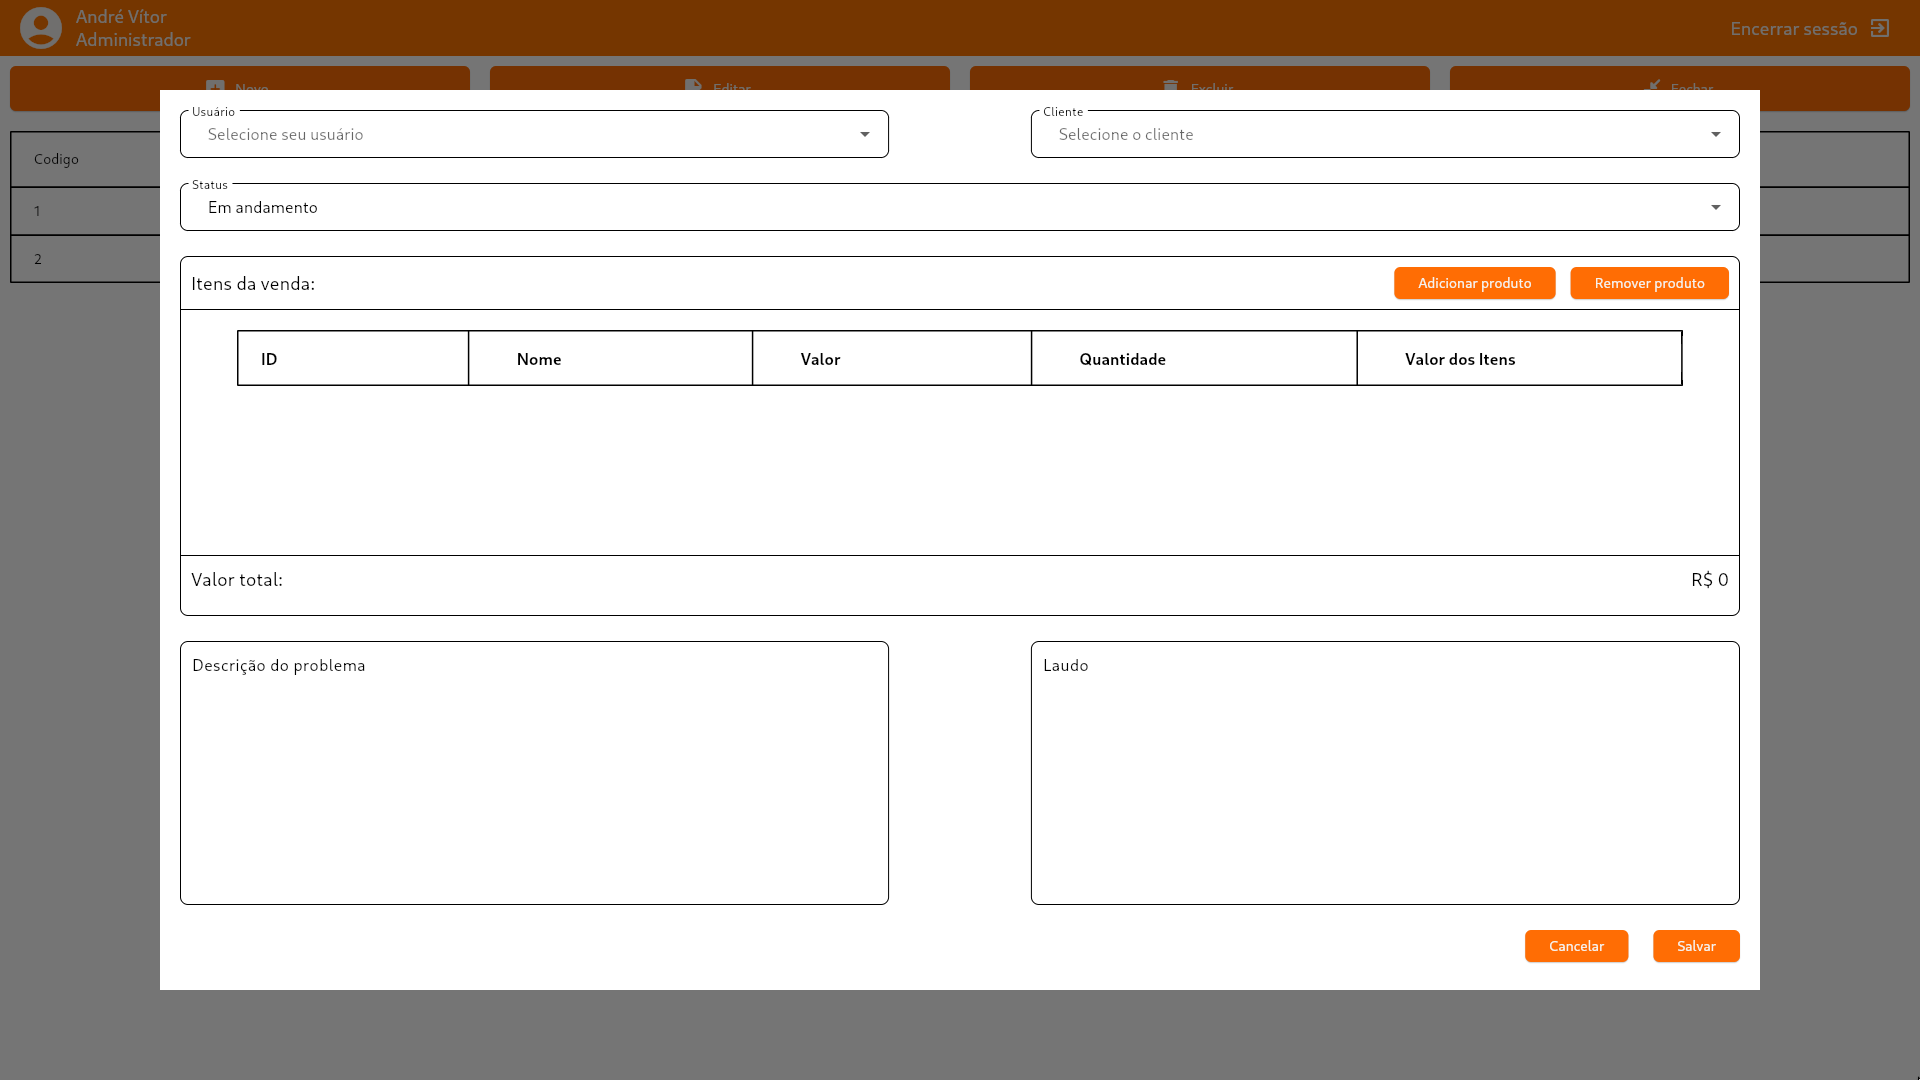 André Vítor
Administrador
Encerrar sessão
Novo
Editar
Excluir
Fechar
Codigo
1
2
Usuário
Selecione seu usuário
Cliente
Selecione o cliente
Status
Em andamento
Itens da venda:
Adicionar produto
Remover produto
ID
Nome
Valor
Quantidade
Valor dos Itens
Valor total:
R$ 0
Descrição do problema
Laudo
Cancelar
Salvar